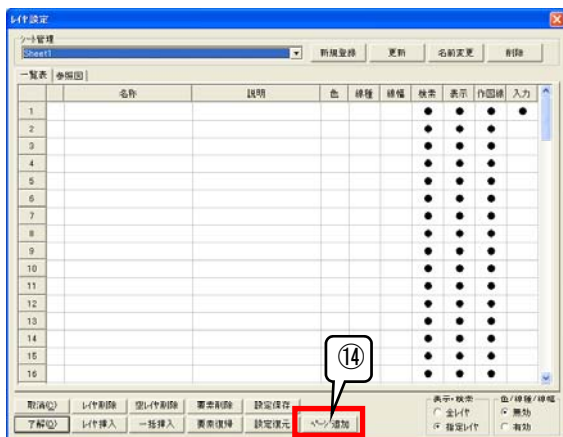 ﾚｲﾔ設定
シート管理
Sheet1
新規登録 更新 名前変更 削除
一覧表 参照図
名称 説明 色 線種 線幅 検索 表示 作図線 入力
1 ● ● ● ●
2 ● ● ●
3 ● ● ●
4 ● ● ●
5 ● ● ●
6 ● ● ●
7 ● ● ●
8 ● ● ●
9 ● ● ●
10 ● ● ●
11 ● ● ●
12 ● ● ●
13 ● ● ●
14 ● ● ●
15 ● ● ●
16 ● ● ●
⑭
取消(C) ﾚｲﾔ削除 空ﾚｲﾔ削除 要素削除 設定保存
了解(O) ﾚｲﾔ挿入 一括挿入 要素復帰 設定復元 ﾍﾟｰｼﾞ追加
表示・検索
全ﾚｲﾔ
指定ﾚｲﾔ
色/線種/線幅
無効
有効